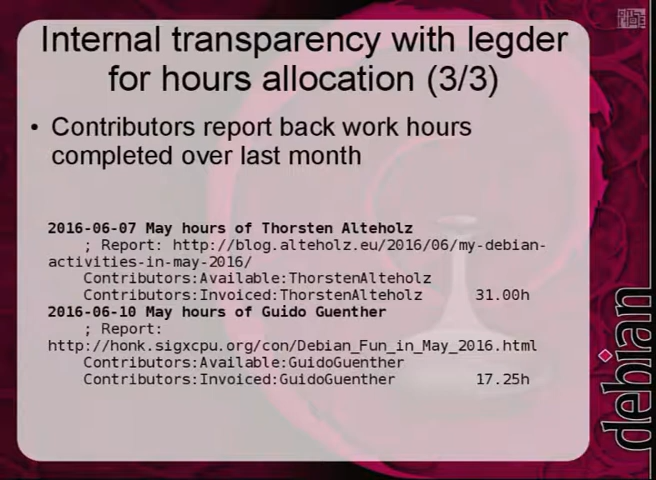 Internal transparency with legder
for hours allocation (3/3)
• Contributors report back work hours
completed over last month
2016-06-07 May hours of Thorsten Alteholz
; Report: http://blog.alteholz.eu/2016/06/my-debian-
activities-in-may-2016/
Contributors:Available:ThorstenAlteholz
Contributors:Invoiced:ThorstenAlteholz 31.00h
2016-06-10 May hours of Guido Guenther
; Report:
http://honk.sigxcpu.org/con/Debian_Fun_in_May_2016.html
Contributors:Available:GuidoGuenther
Contributors:Invoiced:GuidoGuenther 17.25h
debian